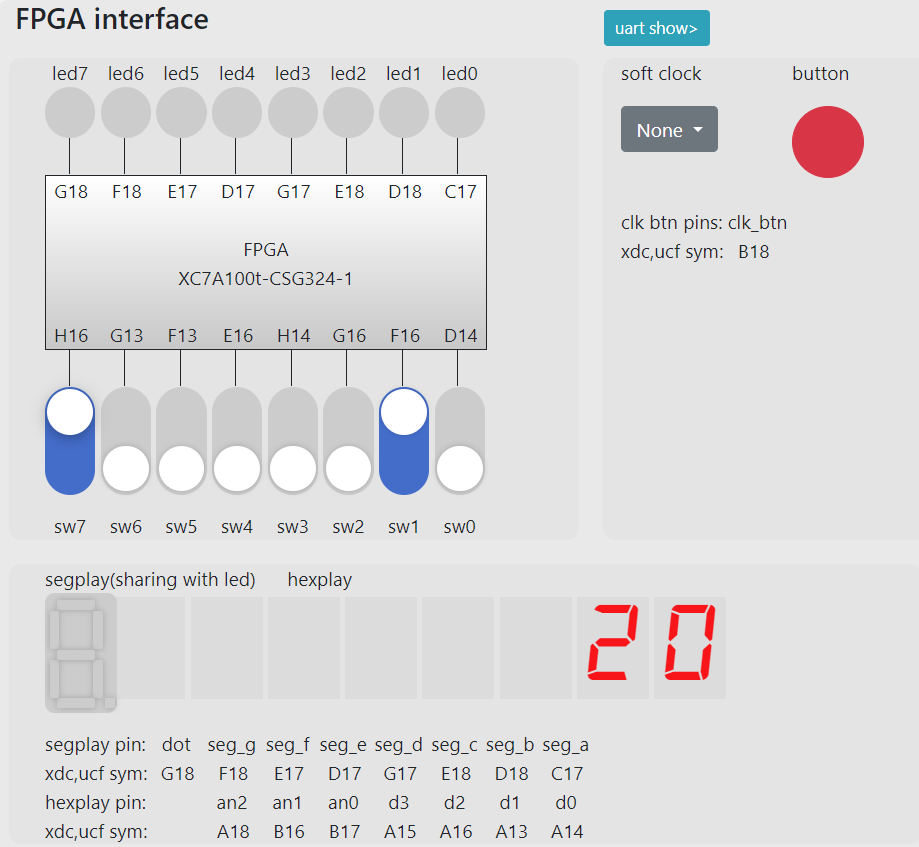 FPGA interface
uart show>
led7 led6 led5 led4 led3 led2 led1 led0
soft clock
button
None
G18 F18 E17 D17 G17 E18 D18 C17
FPGA
XC7A100t-CSG324-1
clk btn pins: clk_btn
xdc,ucf sym: B18
H16 G13 F13 E16 H14 G16 F16 D14
sw7 sw6 sw5 sw4 sw3 sw2 sw1 sw0
segplay(sharing with led) hexplay
20
segplay pin: dot seg_g seg_f seg_e seg_d seg_c seg_b seg_a
xdc,ucf sym: G18 F18 E17 D17 G17 E18 D18 C17
hexplay pin: an2 an1 an0 d3 d2 d1 d0
xdc,ucf sym: A18 B16 B17 A15 A16 A13 A14